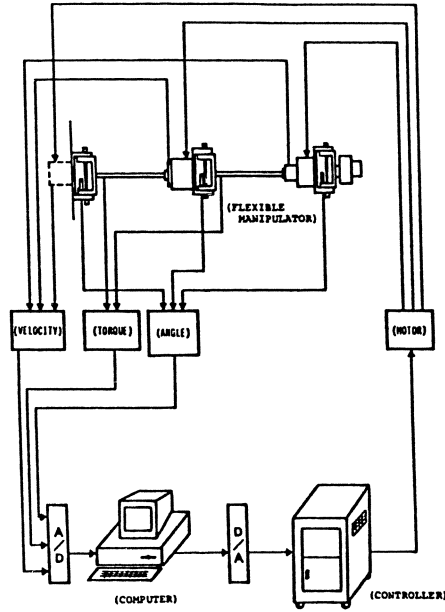 (FLEXIBLE
MANIPULATOR)
(VELOCITY)
(TORQUE)
(ANGLE)
(MOTOR)
A/D
D/A
(COMPUTER)
(CONTROLLER)